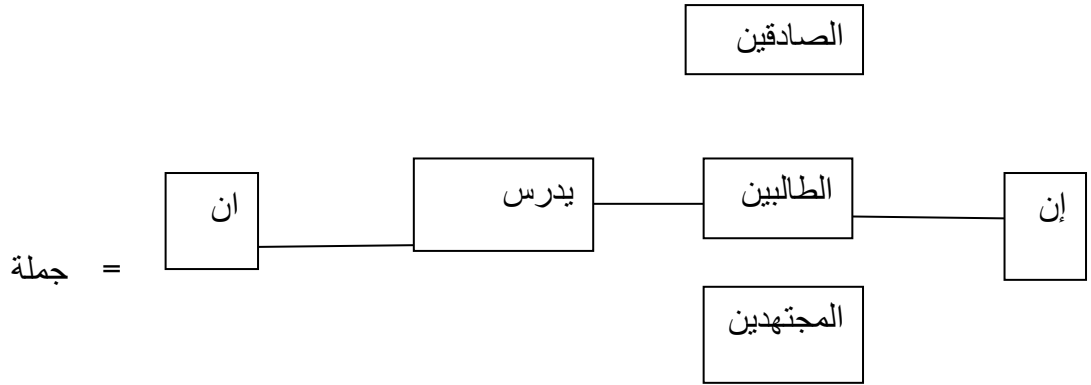 الصادقين
إن الطالبين يدرس ان
= جملة
المجتهدين